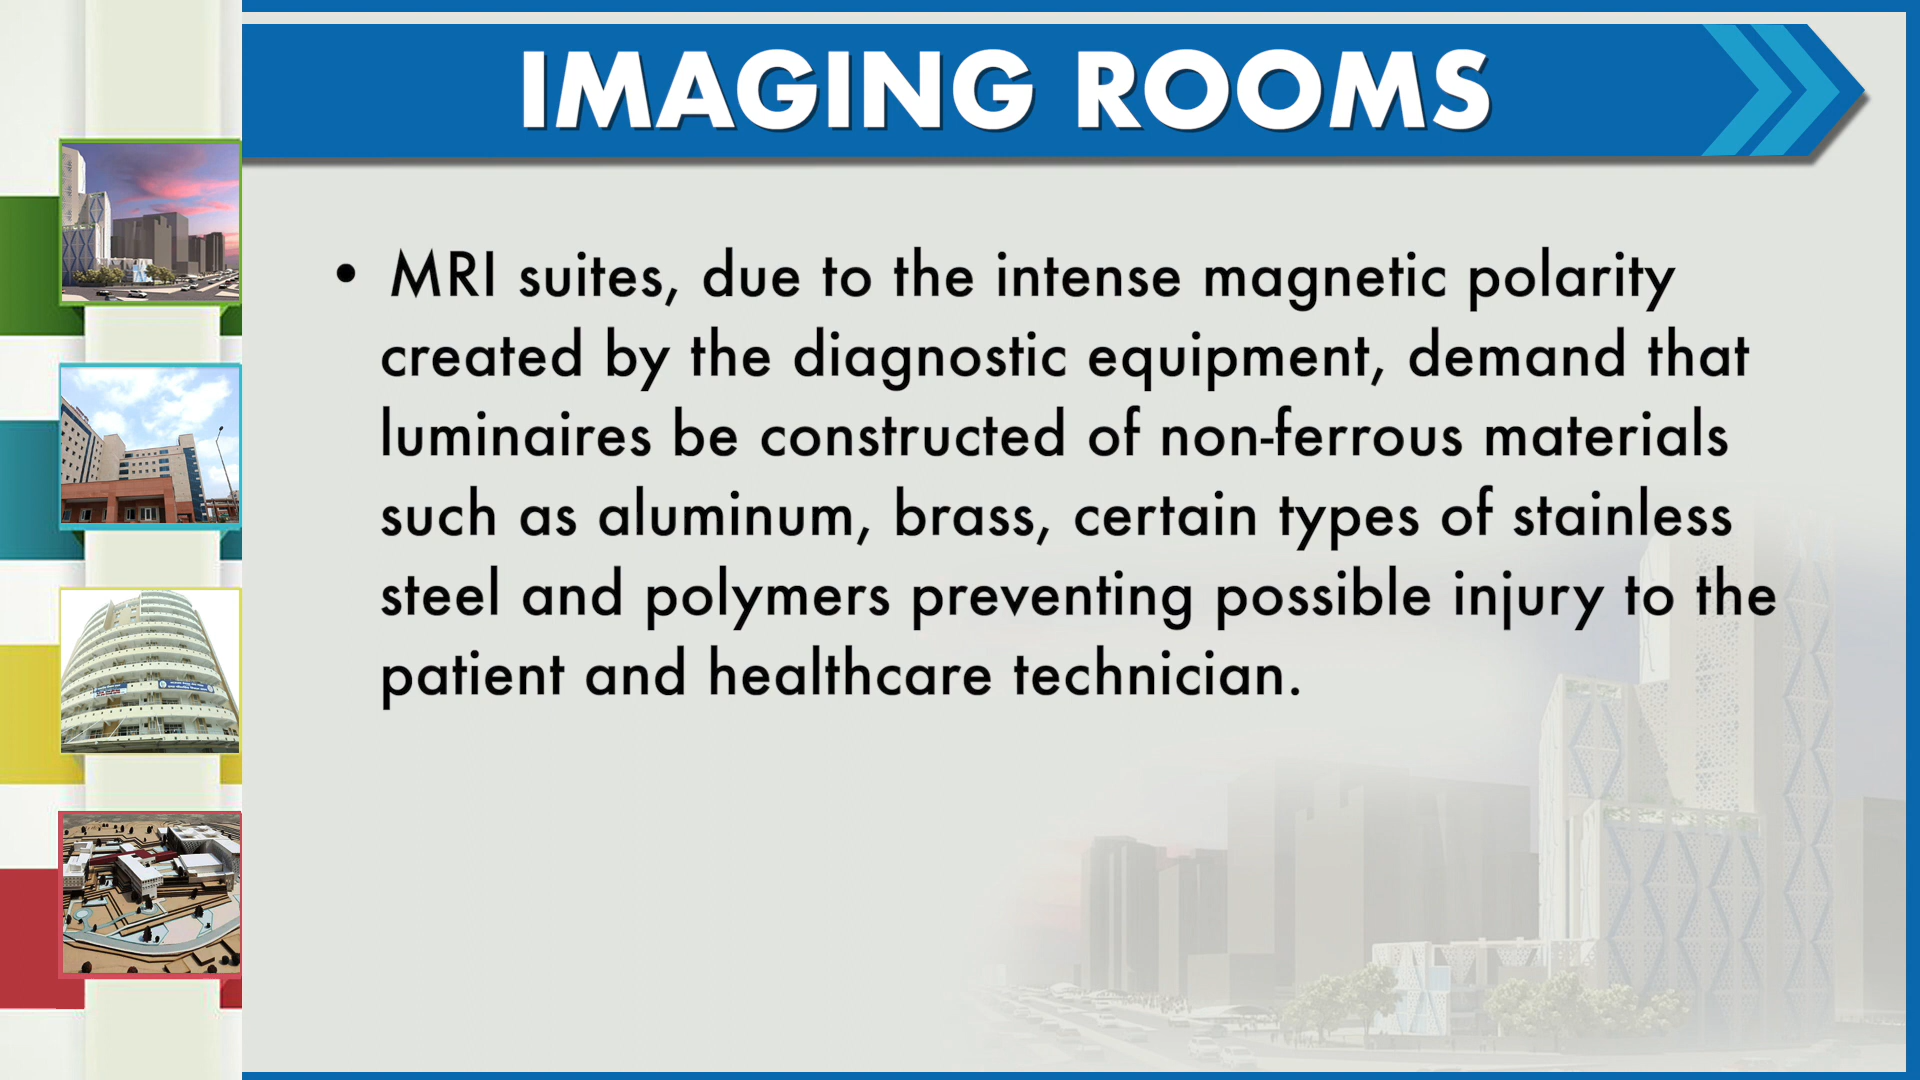 IMAGING ROOMS
• MRI suites, due to the intense magnetic polarity
created by the diagnostic equipment, demand that
luminaires be constructed of non-ferrous materials
such as aluminum, brass, certain types of stainless
steel and polymers preventing possible injury to the
patient and healthcare technician.